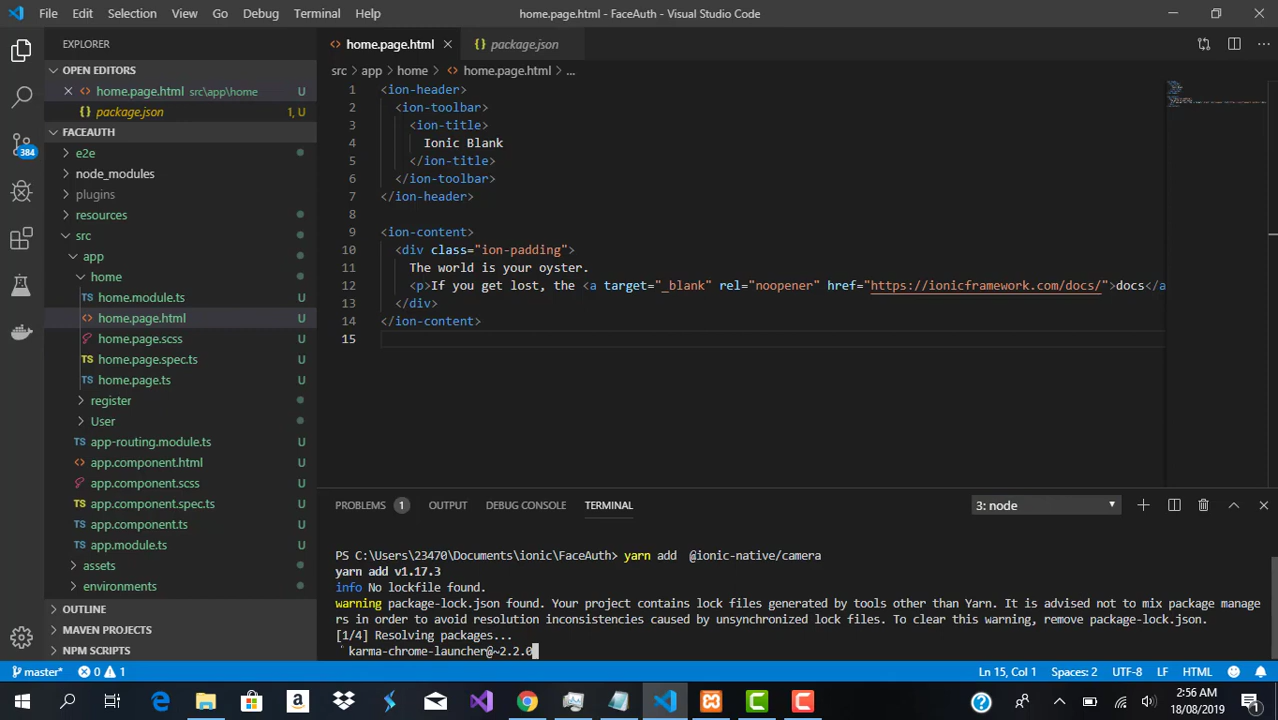 File Edit Selection View Go Debug Terminal Help
home.page.html - FaceAuth - Visual Studio Code
EXPLORER
OPEN EDITORS
home.page.html src\app\home U
package.json 1, U
FACEAUTH
e2e
node_modules
plugins
resources
src
app
home
home.module.ts U
home.page.html U
home.page.scss U
home.page.spec.ts U
home.page.ts U
register
User
app-routing.module.ts U
app.component.html U
app.component.scss U
app.component.spec.ts U
app.component.ts U
app.module.ts U
assets
environments
OUTLINE
MAVEN PROJECTS
NPM SCRIPTS
384
home.page.html
package.json
src > app > home > home.page.html > ...
1 <ion-header>
2 <ion-toolbar>
3 <ion-title>
4 Ionic Blank
5 </ion-title>
6 </ion-toolbar>
7 </ion-header>
8
9 <ion-content>
10 <div class="ion-padding">
11 The world is your oyster.
12 <p>If you get lost, the <a target="_blank" rel="noopener" href="https://ionicframework.com/docs/">docs</a
13 </div>
14 </ion-content>
15
PROBLEMS 1 OUTPUT DEBUG CONSOLE TERMINAL
3: node
PS C:\Users\23470\Documents\ionic\FaceAuth> yarn add  @ionic-native/camera
yarn add v1.17.3
info No lockfile found.
warning package-lock.json found. Your project contains lock files generated by tools other than Yarn. It is advised not to mix package manage
rs in order to avoid resolution inconsistencies caused by unsynchronized lock files. To clear this warning, remove package-lock.json.
[1/4] Resolving packages...
karma-chrome-launcher@~2.2.0
master* 0 1
Ln 15, Col 1 Spaces: 2 UTF-8 LF HTML
2:56 AM
18/08/2019